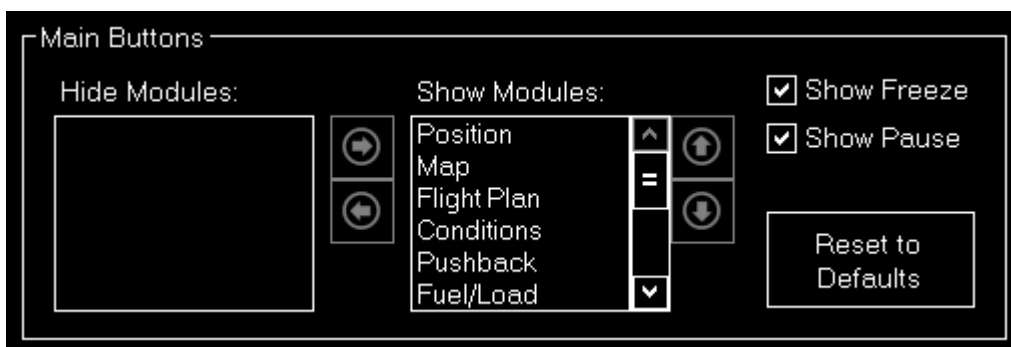 Main Buttons
Hide Modules:
Show Modules:
Position
Map
Flight Plan
Conditions
Pushback
Fuel/Load
Show Freeze
Show Pause
Reset to
Defaults